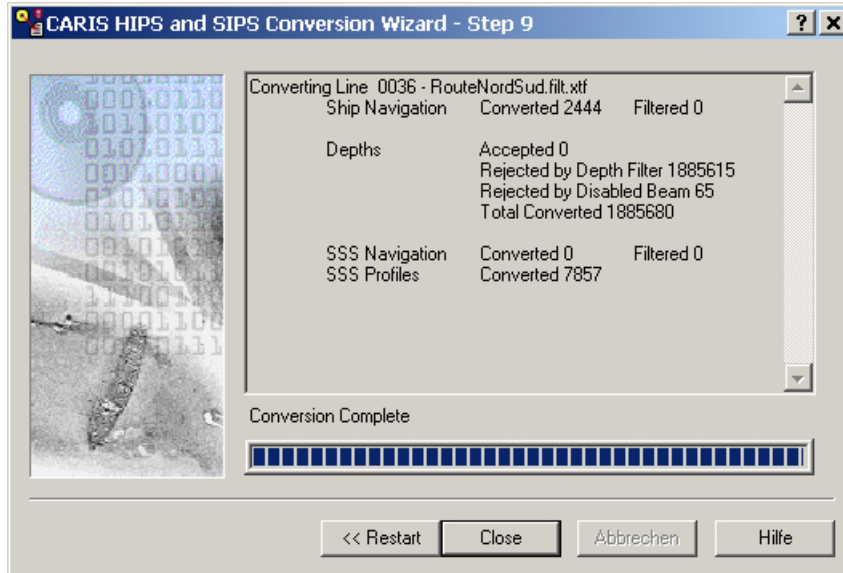 CARIS HIPS and SIPS Conversion Wizard - Step 9
Converting Line 0036 - RouteNordSud.filt.xtf
Ship Navigation Converted 2444 Filtered 0
Depths Accepted 0
Rejected by Depth Filter 1885615
Rejected by Disabled Beam 65
Total Converted 1885680
SSS Navigation Converted 0 Filtered 0
SSS Profiles Converted 7857
Conversion Complete
<< Restart Close Abbrechen Hilfe